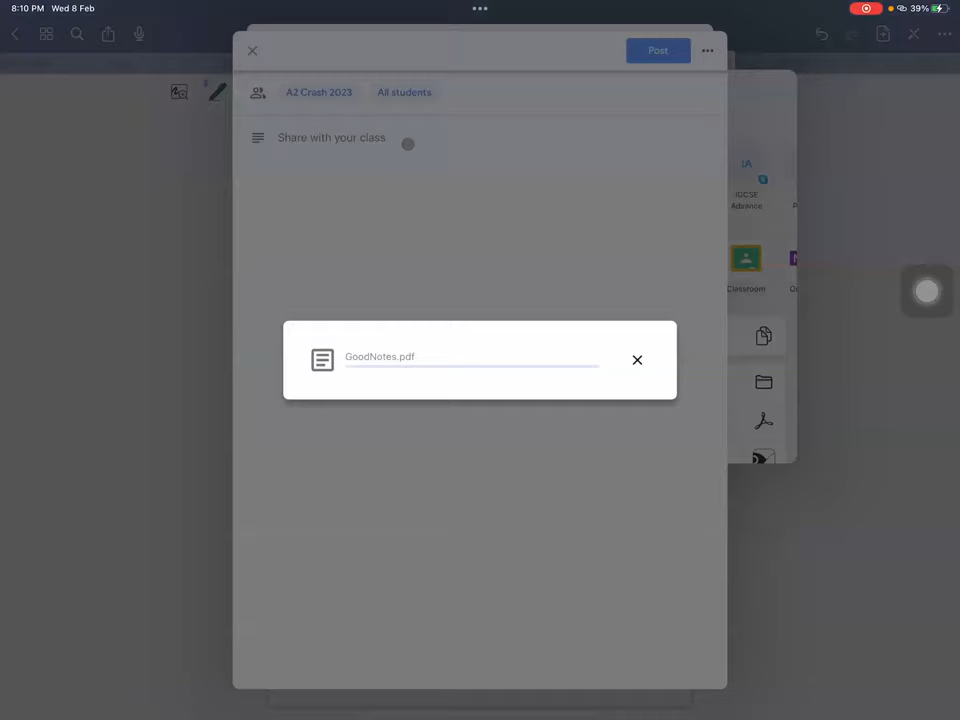 8:10 PM Wed 8 Feb
39%
Post
A2 Crash 2023 All students
Share with your class
IA
IGCSE
Advance
Classroom
GoodNotes.pdf